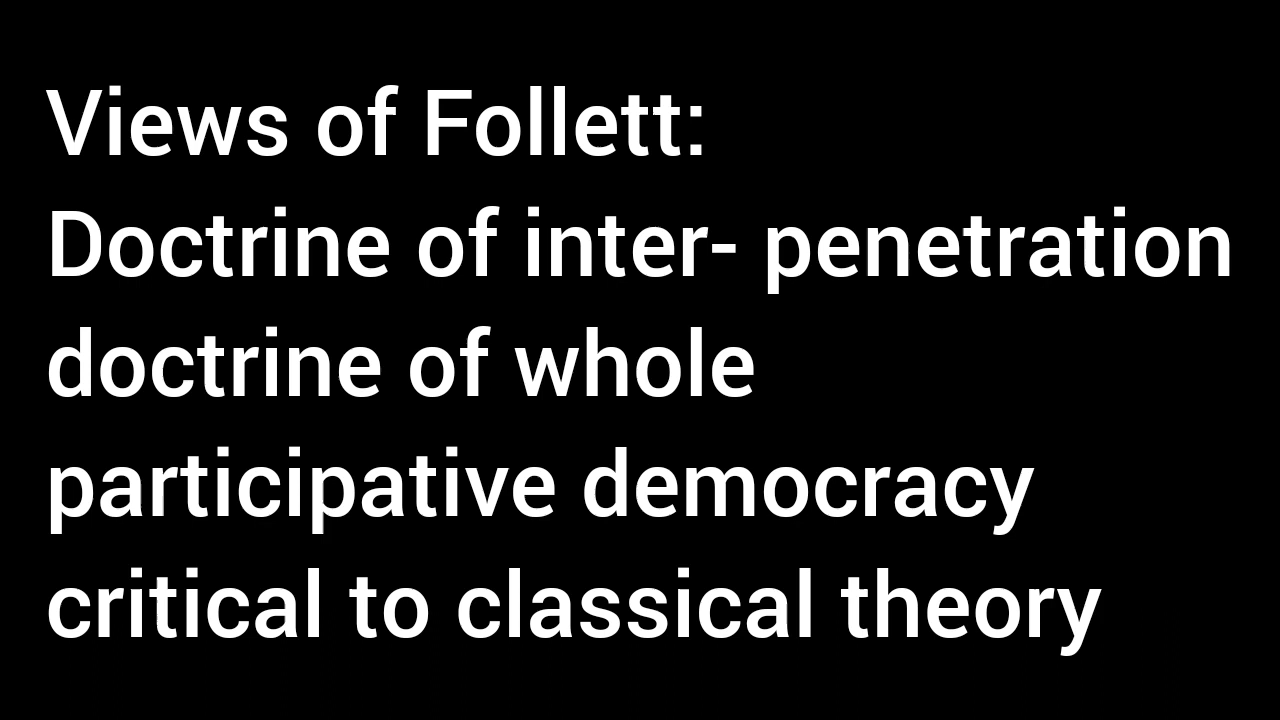 Views of Follett:
Doctrine of inter- penetration
doctrine of whole
participative democracy
critical to classical theory